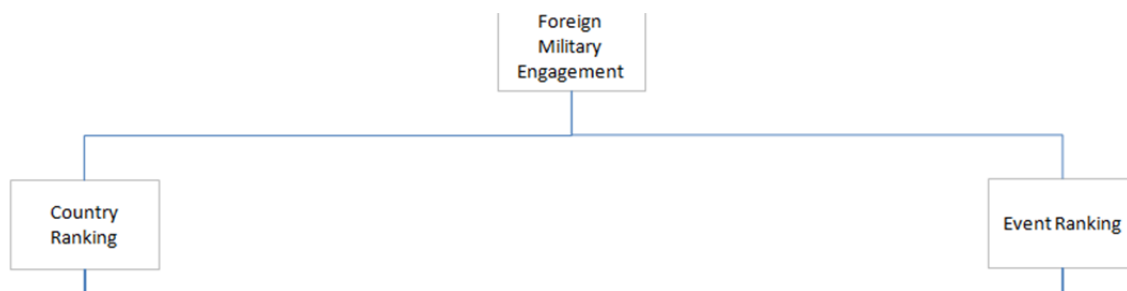 Foreign
Military
Engagement
Country
Ranking
Event Ranking